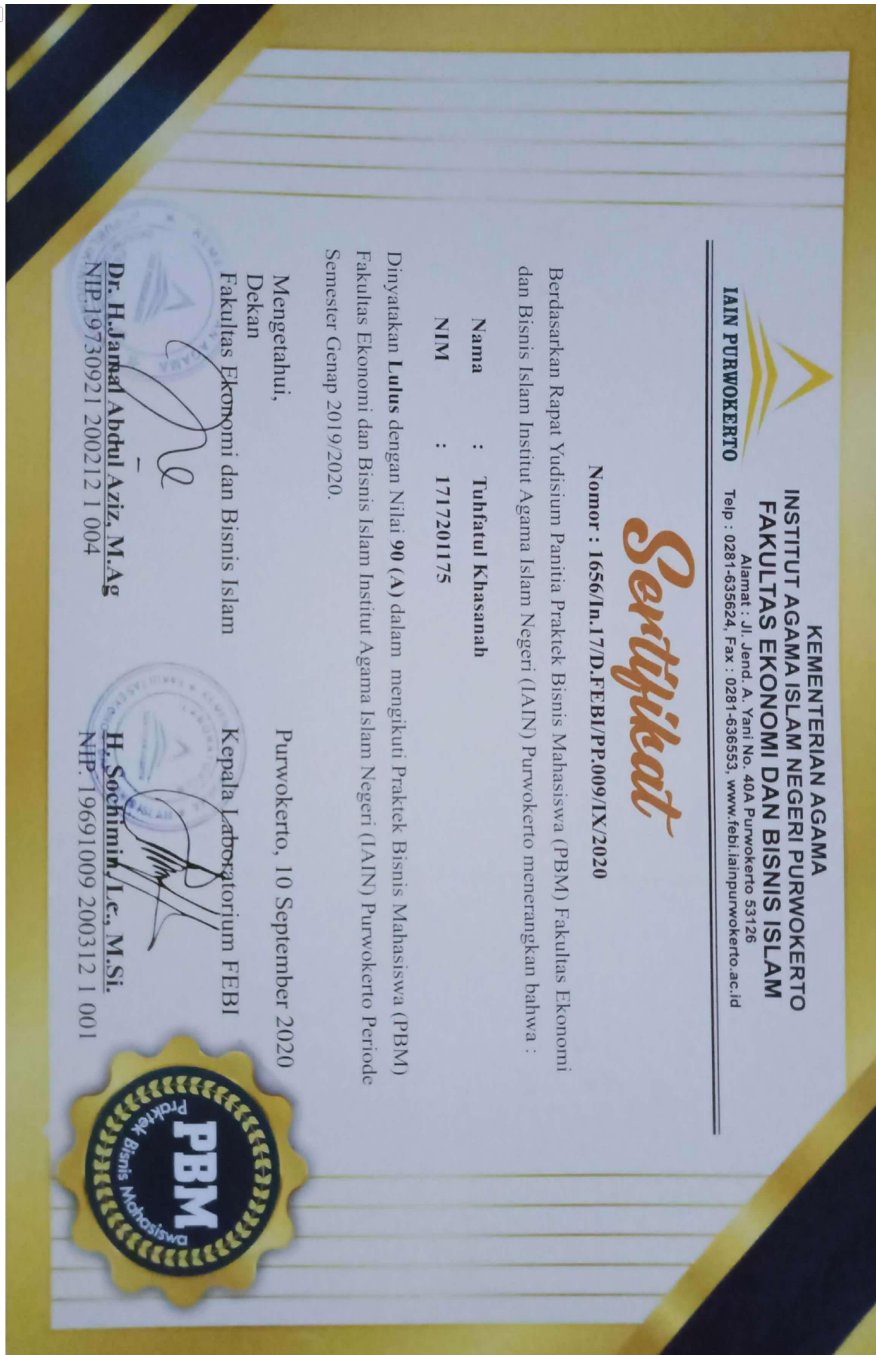 IAIN PURWOKERTO
KEMENTERIAN AGAMA
INSTITUT AGAMA ISLAM NEGERI PURWOKERTO
FAKULTAS EKONOMI DAN BISNIS ISLAM
Alamat : Jl. Jend. A. Yani No. 40A Purwokerto 53126
Telp : 0281-635624, Fax : 0281-636553, www.febi.iainpurwokerto.ac.id
Sertifikat
Nomor : 1656/In.17/D.FEBI/PP.009/IX/2020
Berdasarkan Rapat Yudisium Panitia Praktek Bisnis Mahasiswa (PBM) Fakultas Ekonomi
dan Bisnis Islam Institut Agama Islam Negeri (IAIN) Purwokerto menerangkan bahwa :
Nama : Tuhfatul Khasanah
NIM : 1717201175
Dinyatakan Lulus dengan Nilai 90 (A) dalam mengikuti Praktek Bisnis Mahasiswa (PBM)
Fakultas Ekonomi dan Bisnis Islam Institut Agama Islam Negeri (IAIN) Purwokerto Periode
Semester Genap 2019/2020.
Mengetahui,
Dekan
Fakultas Ekonomi dan Bisnis Islam
Dr. H.Jamal Abdul Aziz, M.Ag
NIP.19730921 200212 1 004
Purwokerto, 10 September 2020
Kepala Laboratorium FEBI
H. Sochimin, Lc., M.Si.
NIP. 19691009 200312 1 001
PBM
Praktek Bisnis Mahasiswa